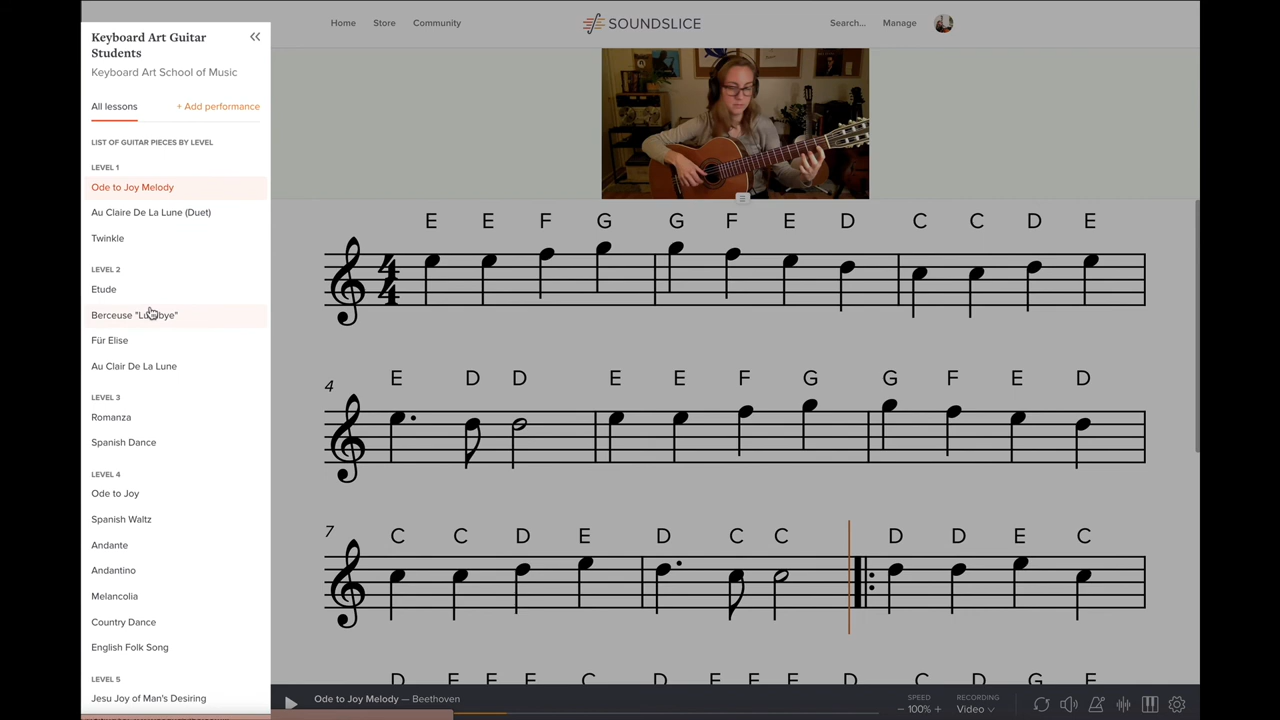 Keyboard Art Guitar
Students
Keyboard Art School of Music
All lessons
+ Add performance
LIST OF GUITAR PIECES BY LEVEL
LEVEL 1
Ode to Joy Melody
Au Claire De La Lune (Duet)
Twinkle
LEVEL 2
Etude
Berceuse "Lullabye"
Für Elise
Au Clair De La Lune
LEVEL 3
Romanza
Spanish Dance
LEVEL 4
Ode to Joy
Spanish Waltz
Andante
Andantino
Melancolia
Country Dance
English Folk Song
LEVEL 5
Jesu Joy of Man's Desiring
Home Store Community
SOUNDSLICE
Search... Manage
E E F G G F E D C C D E
4 4
4
E D D E E F G G F E D
7
C C D E D C C D D E C
D E F E C D E F E D C D G E
Ode to Joy Melody — Beethoven
SPEED
− 100% +
RECORDING
Video